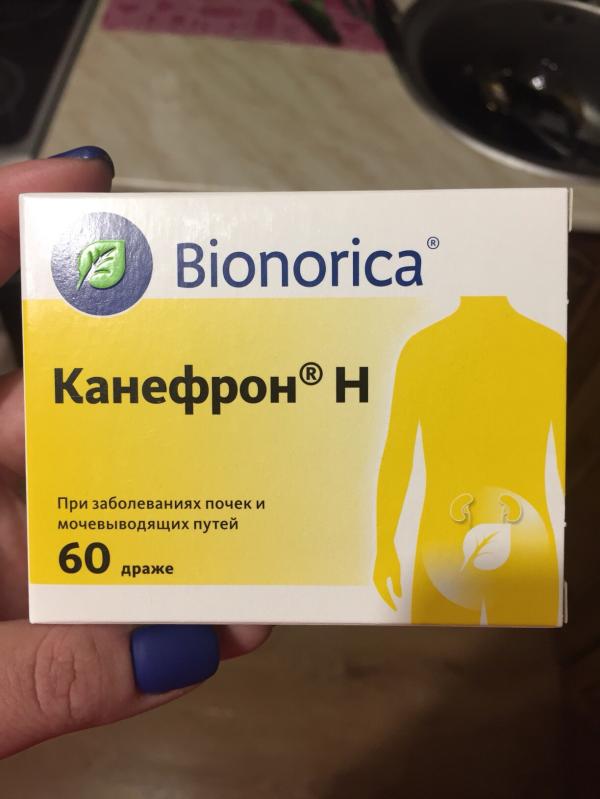 Bionorica®
Канефрон® Н
При заболеваниях почек и
мочевыводящих путей
60 драже